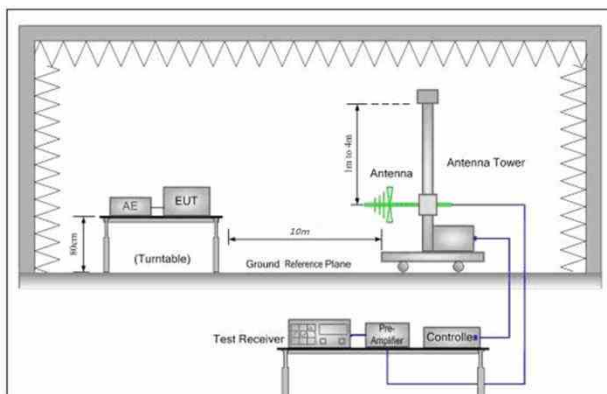 1m to 4m
Antenna
Antenna Tower
AE
EUT
80cm
(Turntable)
10m
Ground Reference Plane
Test Receiver
Pre-
Amplifier
Controller